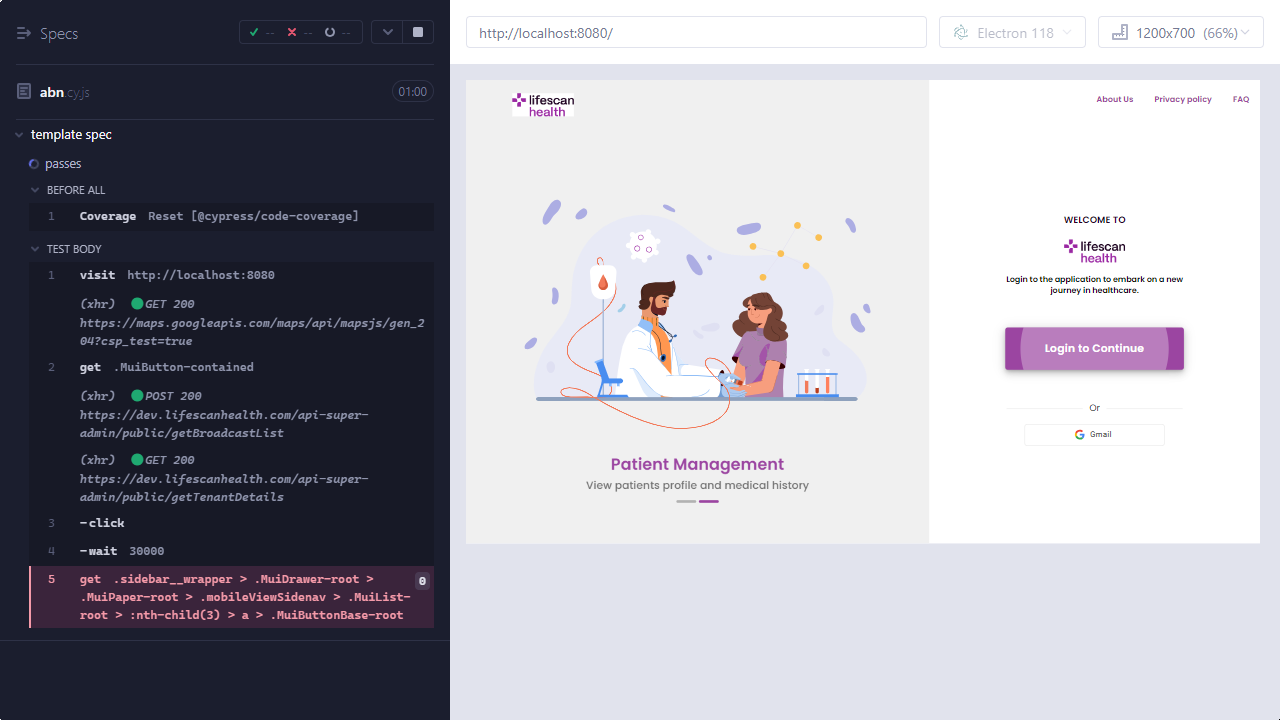 Specs
--
--
--
abn.cy.js
01:00
template spec
passes
BEFORE ALL
1 Coverage Reset [@cypress/code-coverage]
TEST BODY
1 visit http://localhost:8080
(xhr) GET 200
https://maps.googleapis.com/maps/api/mapsjs/gen_2
04?csp_test=true
2 get .MuiButton-contained
(xhr) POST 200
https://dev.lifescanhealth.com/api-super-
admin/public/getBroadcastList
(xhr) GET 200
https://dev.lifescanhealth.com/api-super-
admin/public/getTenantDetails
3 -click
4 -wait 30000
5 get .sidebar__wrapper > .MuiDrawer-root > 0
.MuiPaper-root > .mobileViewSidenav > .MuiList-
root > :nth-child(3) > a > .MuiButtonBase-root
http://localhost:8080/
Electron 118
1200x700 (66%)
lifescan
health
Patient Management
View patients profile and medical history
About Us Privacy policy FAQ
WELCOME TO
lifescan
health
Login to the application to embark on a new
journey in healthcare.
Login to Continue
Or
Gmail